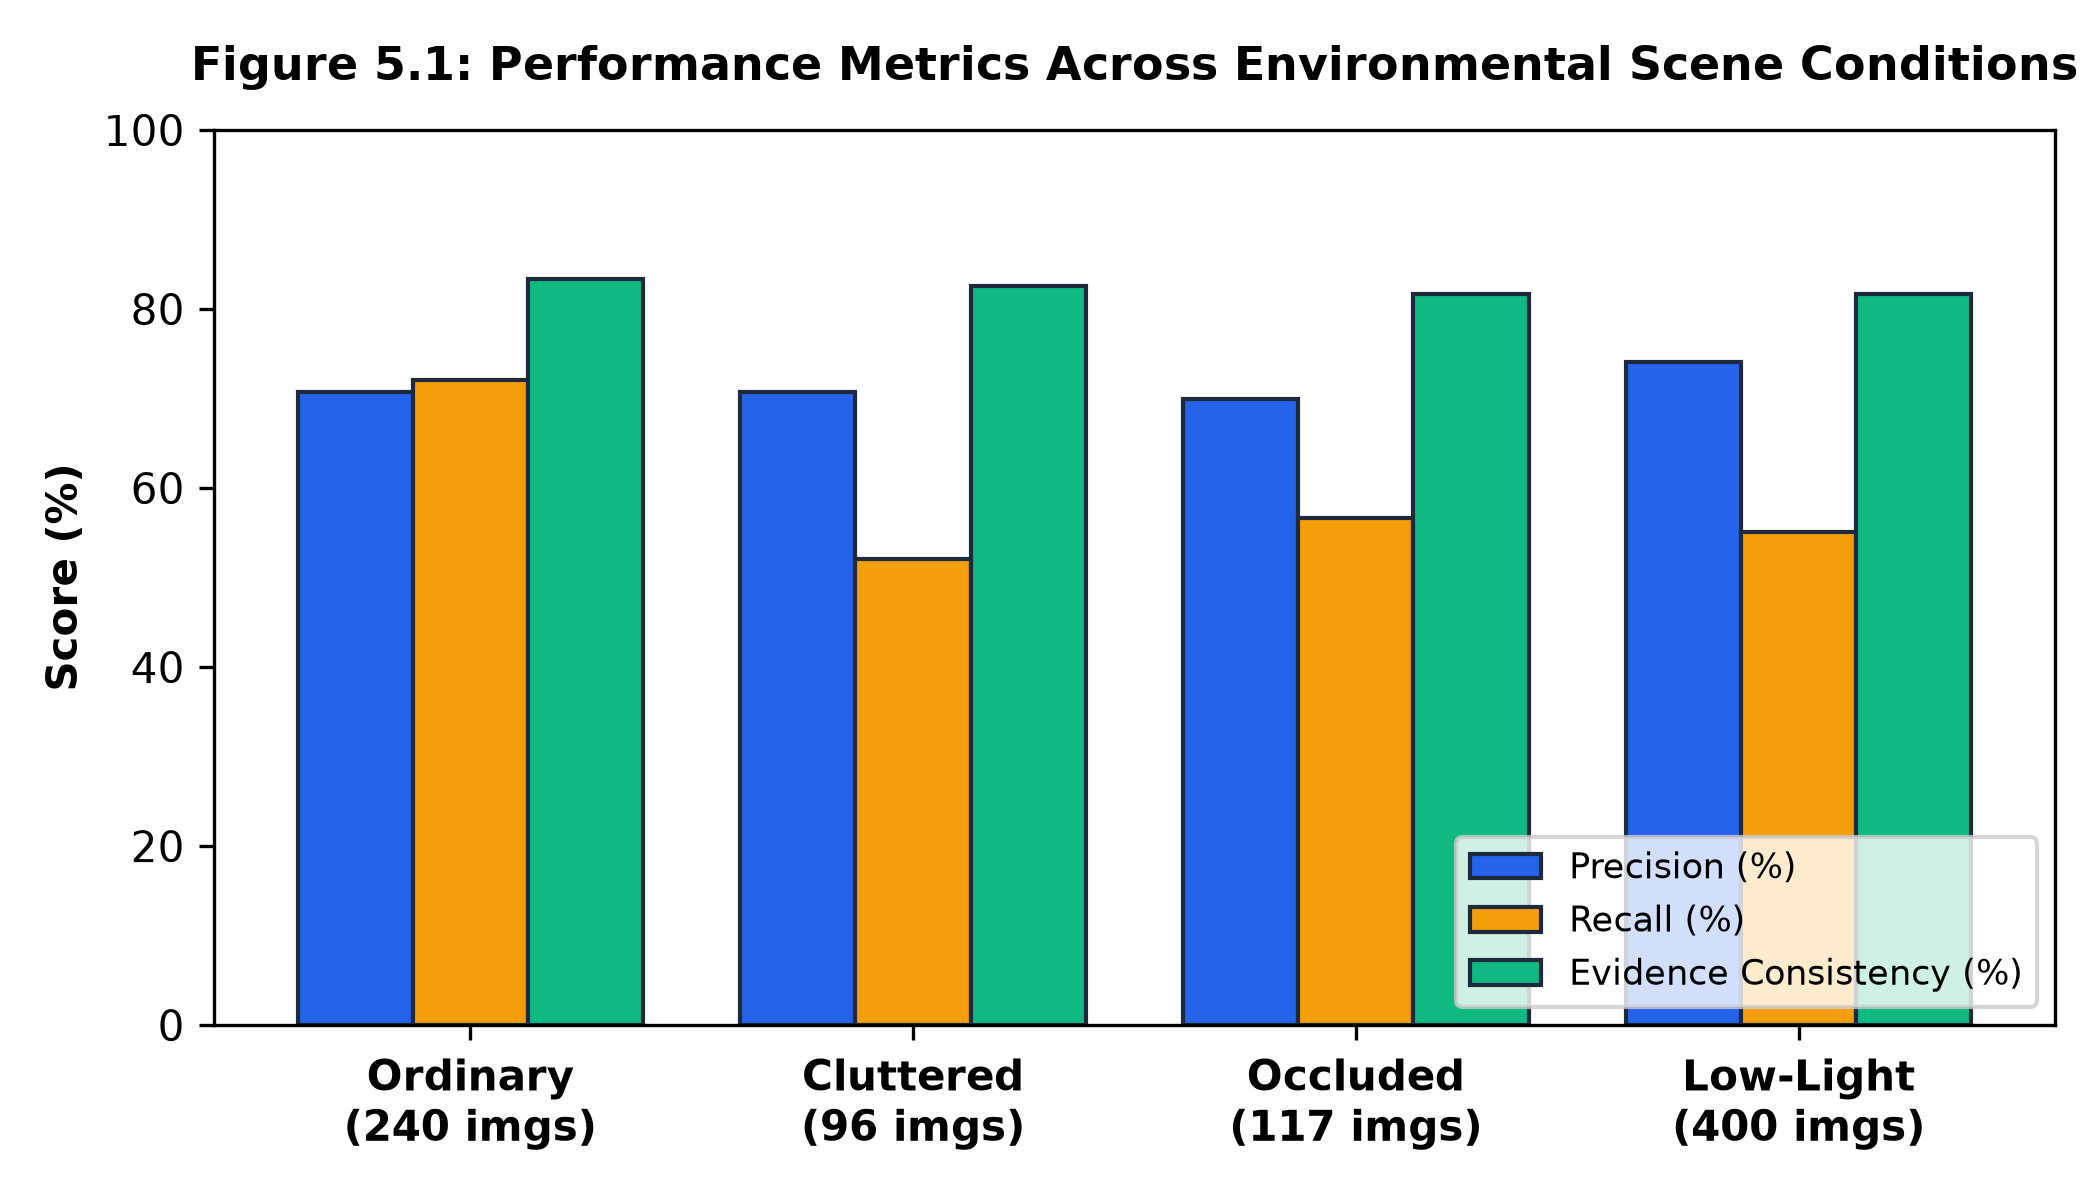 Figure 5.1: Performance Metrics Across Environmental Scene Conditions
100
80
60
40
20
0
Score (%)
Precision (%)
Recall (%)
Evidence Consistency (%)
Ordinary
(240 imgs)
Cluttered
(96 imgs)
Occluded
(117 imgs)
Low-Light
(400 imgs)